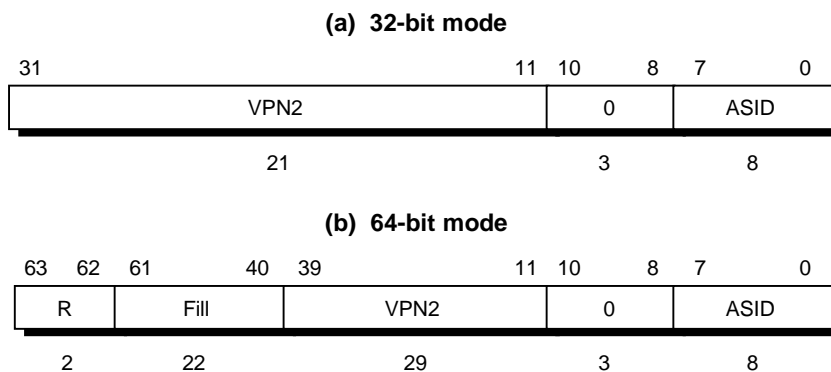 (a) 32-bit mode
31 11 10 8 7 0
VPN2 0 ASID
21 3 8
(b) 64-bit mode
63 62 61 40 39 11 10 8 7 0
R Fill VPN2 0 ASID
2 22 29 3 8